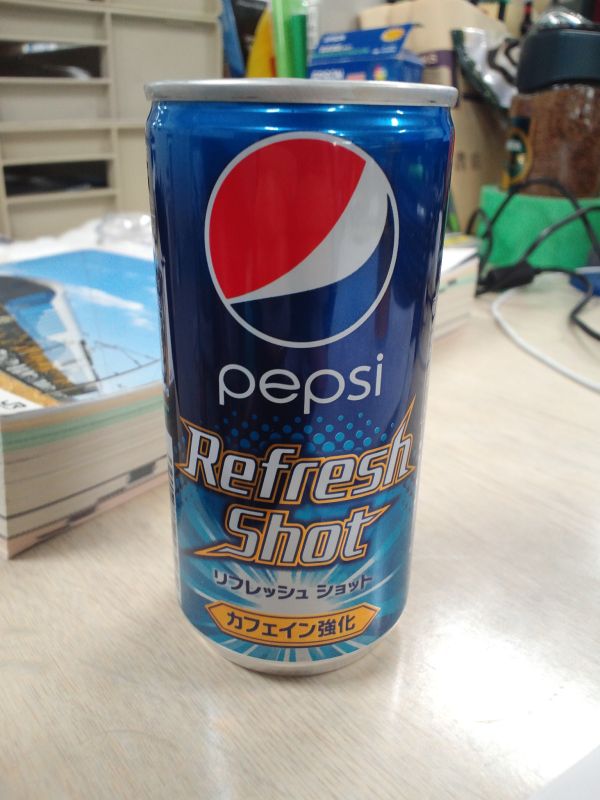 pepsi
Refresh
Shot
リフレッシュ ショット
カフェイン強化